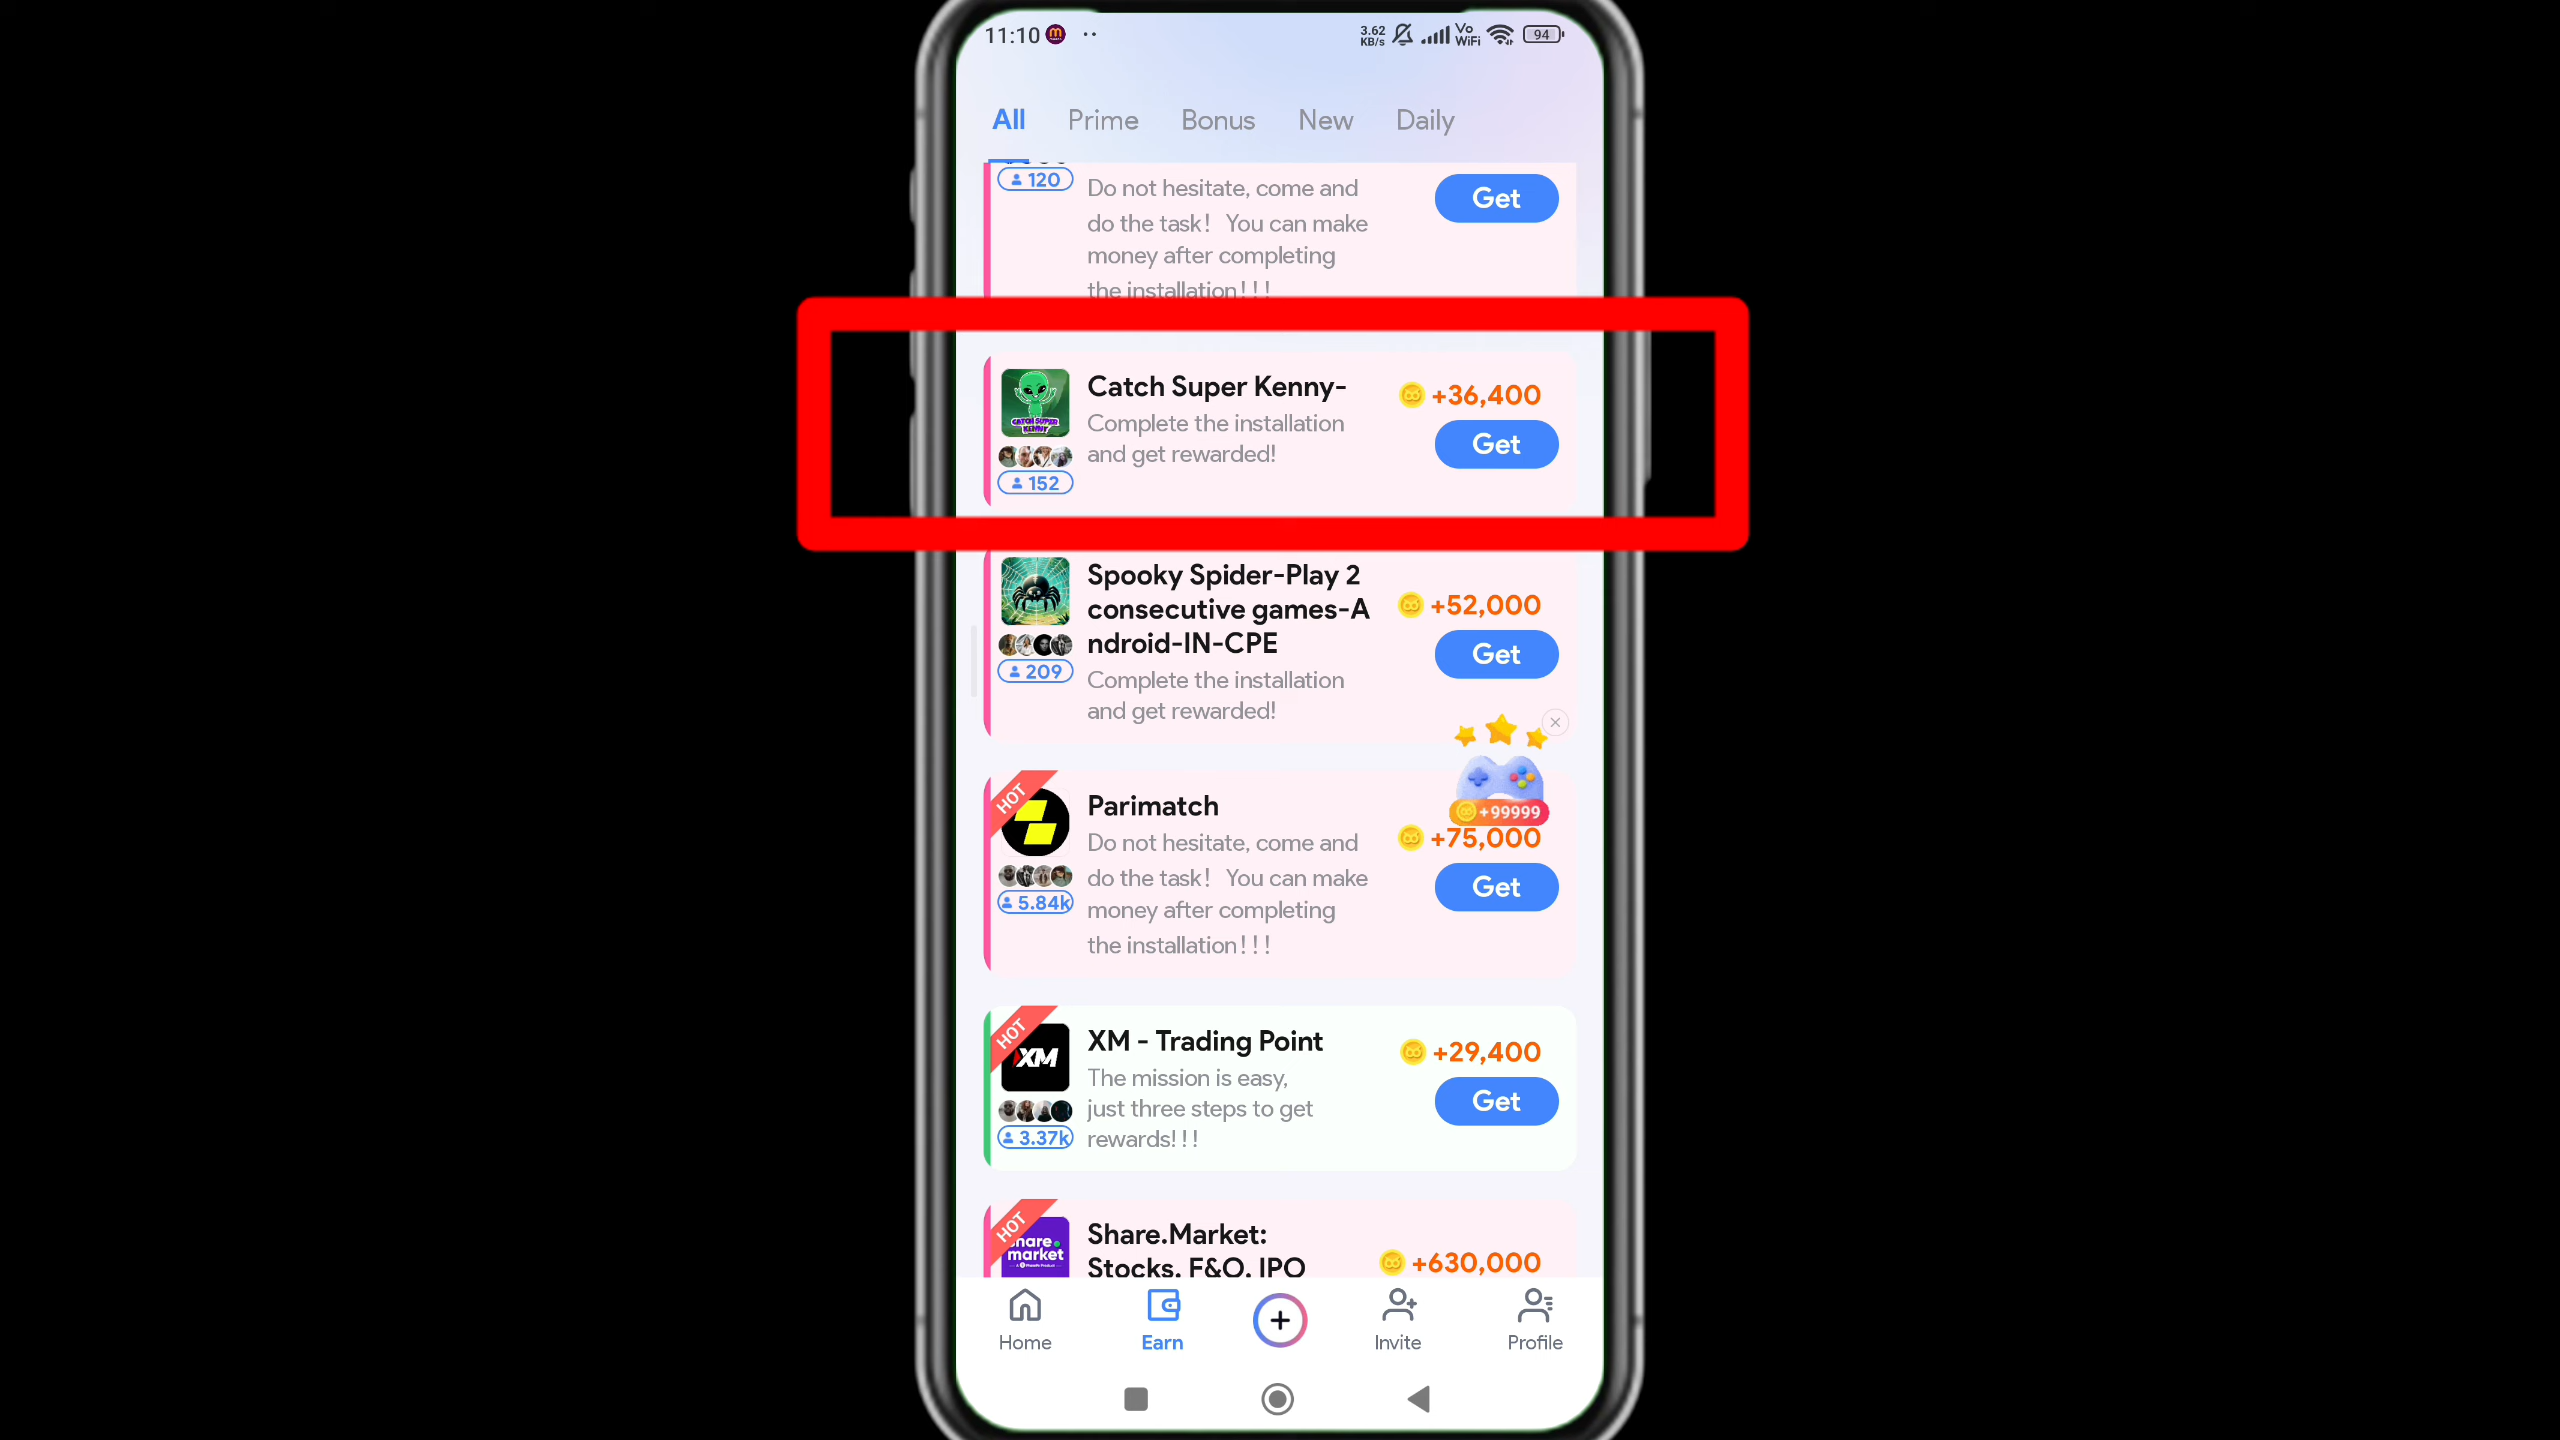 11:10
3.62
KB/s
Vo
WiFi
94
All
Prime
Bonus
New
Daily
120
Do not hesitate, come and
do the task! You can make
money after completing
the installation!!!
Get
Catch Super Kenny-
+36,400
Complete the installation
and get rewarded!
Get
CATCH SUPER
KENNY
152
Spooky Spider-Play 2
consecutive games-A
ndroid-IN-CPE
+52,000
Complete the installation
and get rewarded!
Get
209
+99999
HOT
Parimatch
+75,000
Do not hesitate, come and
do the task! You can make
money after completing
the installation!!!
Get
5.84k
HOT
XM
XM - Trading Point
+29,400
The mission is easy,
just three steps to get
rewards!!!
Get
3.37k
HOT
share.
market
Share.Market:
Stocks, F&O, IPO
+630,000
Home
Earn
Invite
Profile